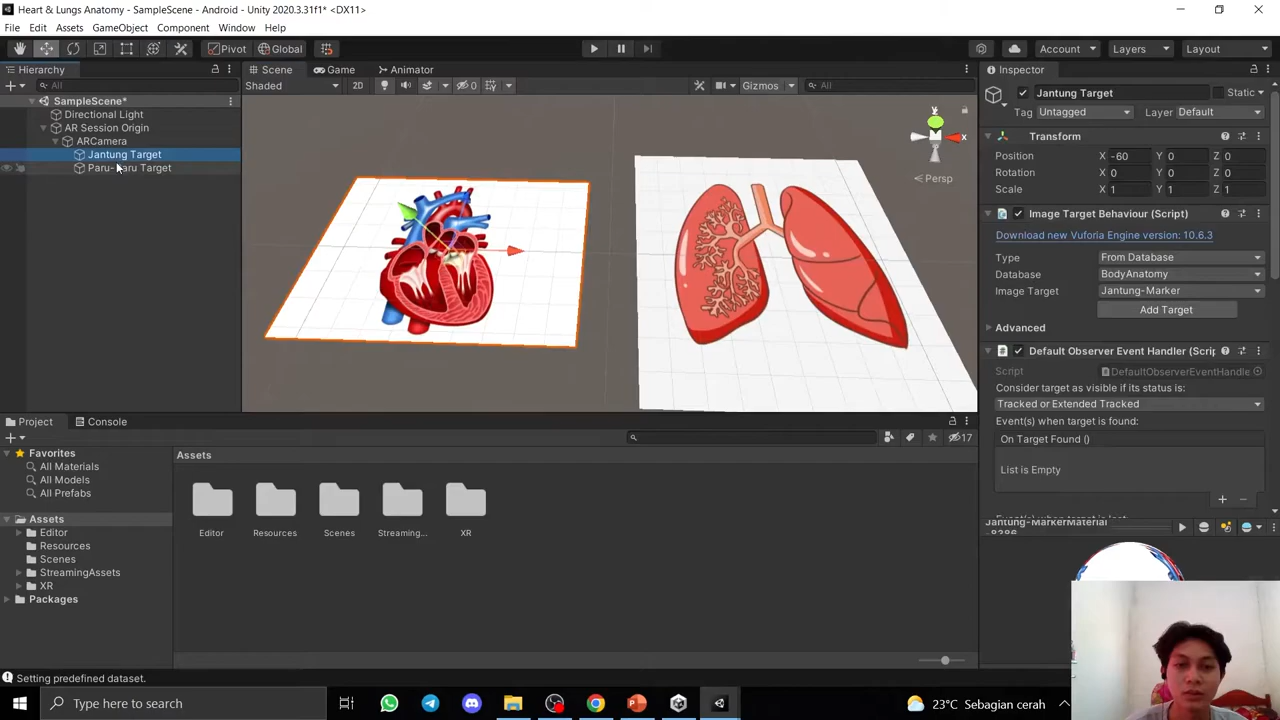 Heart & Lungs Anatomy - SampleScene - Android - Unity 2020.3.31f1* <DX11>
File Edit Assets GameObject Component Window Help
Pivot Global Account Layers Layout
Hierarchy
All
SampleScene*
Directional Light
AR Session Origin
ARCamera
Jantung Target
Paru-Paru Target
Scene Game Animator
Shaded 2D 0 Gizmos All
y
x
Persp
Inspector
Jantung Target Static
Tag Untagged Layer Default
Transform
Position X -60 Y 0 Z 0
Rotation X 0 Y 0 Z 0
Scale X 1 Y 1 Z 1
Image Target Behaviour (Script)
Download new Vuforia Engine version: 10.6.3
Type From Database
Database BodyAnatomy
Image Target Jantung-Marker
Add Target
Advanced
Default Observer Event Handler (Scrip
Script DefaultObserverEventHandle
Consider target as visible if its status is:
Tracked or Extended Tracked
Event(s) when target is found:
On Target Found ()
List is Empty
Jantung-MarkerMaterial
Project Console
17
Favorites
All Materials
All Models
All Prefabs
Assets
Editor
Resources
Scenes
StreamingAssets
XR
Packages
Assets
Editor Resources Scenes Streaming... XR
Setting predefined dataset.
Type here to search
23°C Sebagian cerah